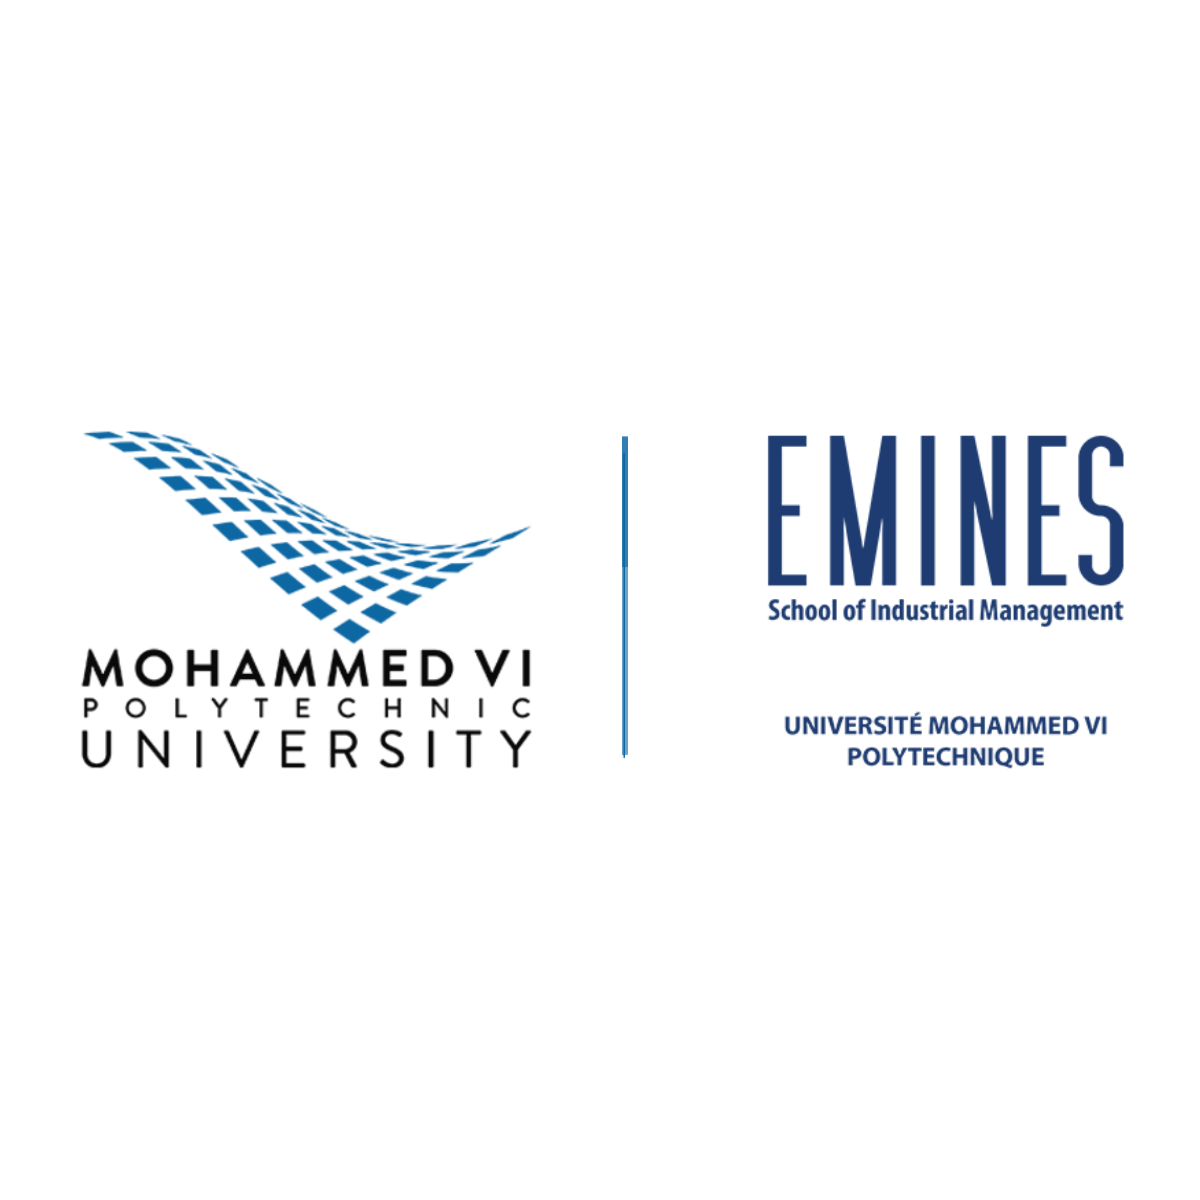 MOHAMMED VI
POLYTECHNIC
UNIVERSITY
EMINES
School of Industrial Management
UNIVERSITÉ MOHAMMED VI
POLYTECHNIQUE